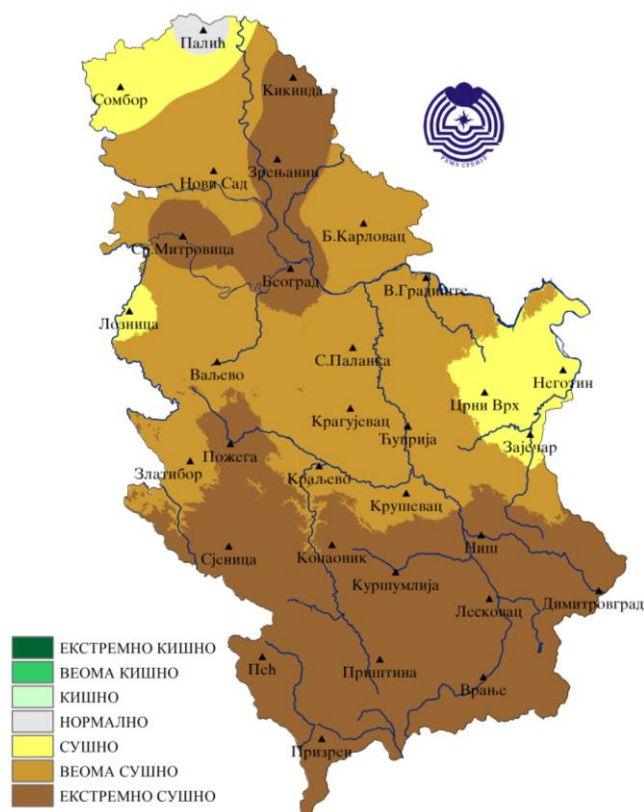 Палић
Сомбор
Кикинда
Зрењанин
Нови Сад
Б.Карловац
Ср.Митровица
Београд
В.Градиште
Лозница
С.Паланка
Ваљево
Неготин
Црни Врх
Крагујевац
Ћуприја
Зајечар
Пожега
Златибор
Краљево
Крушевац
Ниш
Сјеница
Копаоник
Куршумлија
Димитровград
Лесковац
Пећ
Приштина
Врање
Призрен
ЕКСТРЕМНО КИШНО
ВЕОМА КИШНО
КИШНО
НОРМАЛНО
СУШНО
ВЕОМА СУШНО
ЕКСТРЕМНО СУШНО